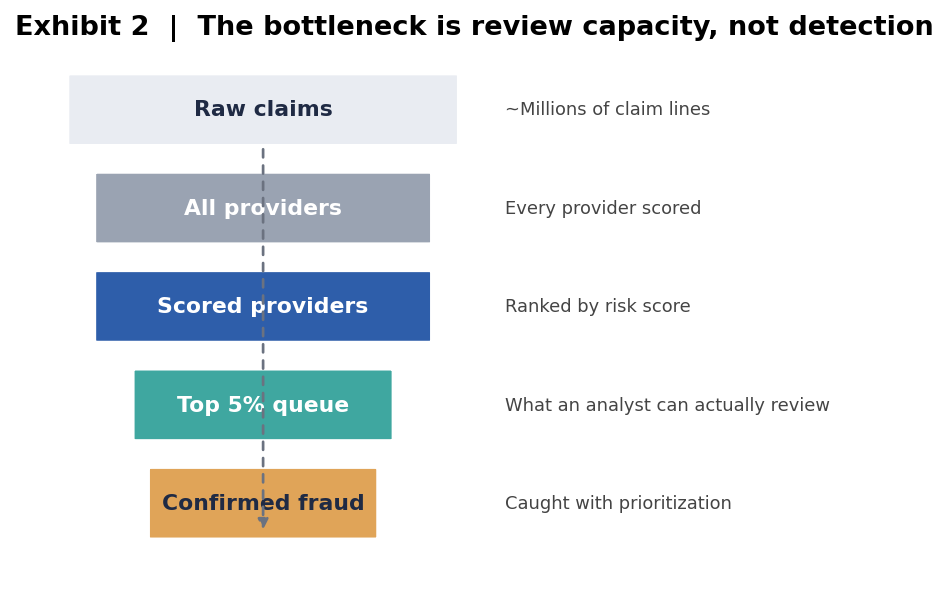 Exhibit 2 | The bottleneck is review capacity, not detection
Raw claims
~Millions of claim lines
All providers
Every provider scored
Scored providers
Ranked by risk score
Top 5% queue
What an analyst can actually review
Confirmed fraud
Caught with prioritization